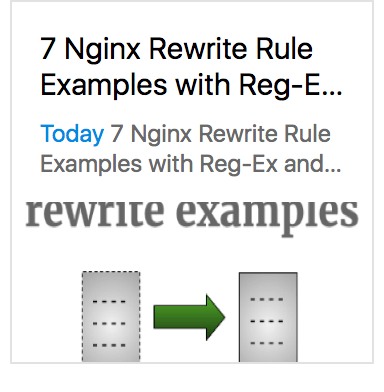 7 Nginx Rewrite Rule
Examples with Reg-E...
Today 7 Nginx Rewrite Rule
Examples with Reg-Ex and...
rewrite examples